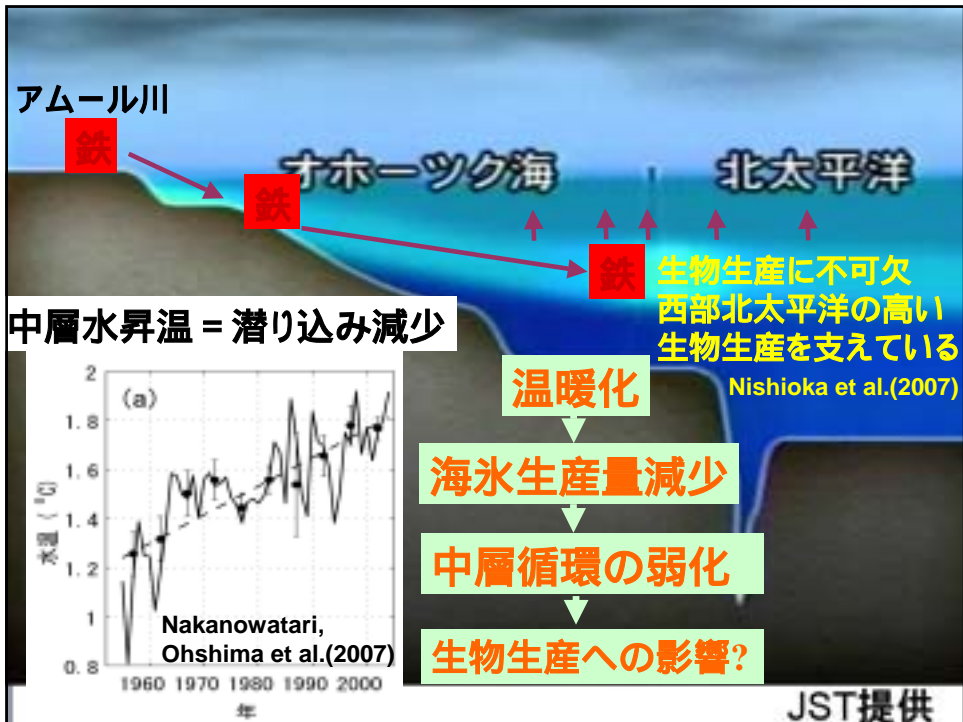 アムール川
鉄
オホーツク海
北太平洋
鉄
鉄
生物生産に不可欠
西部北太平洋の高い
生物生産を支えている
Nishioka et al.(2007)
中層水昇温 = 潜り込み減少
(a)
2
1.8
1.6
1.4
1.2
1
0.8
水温 (℃)
1960 1970 1980 1990 2000
年
Nakanowatari,
Ohshima et al.(2007)
温暖化
海氷生産量減少
中層循環の弱化
生物生産への影響?
JST提供